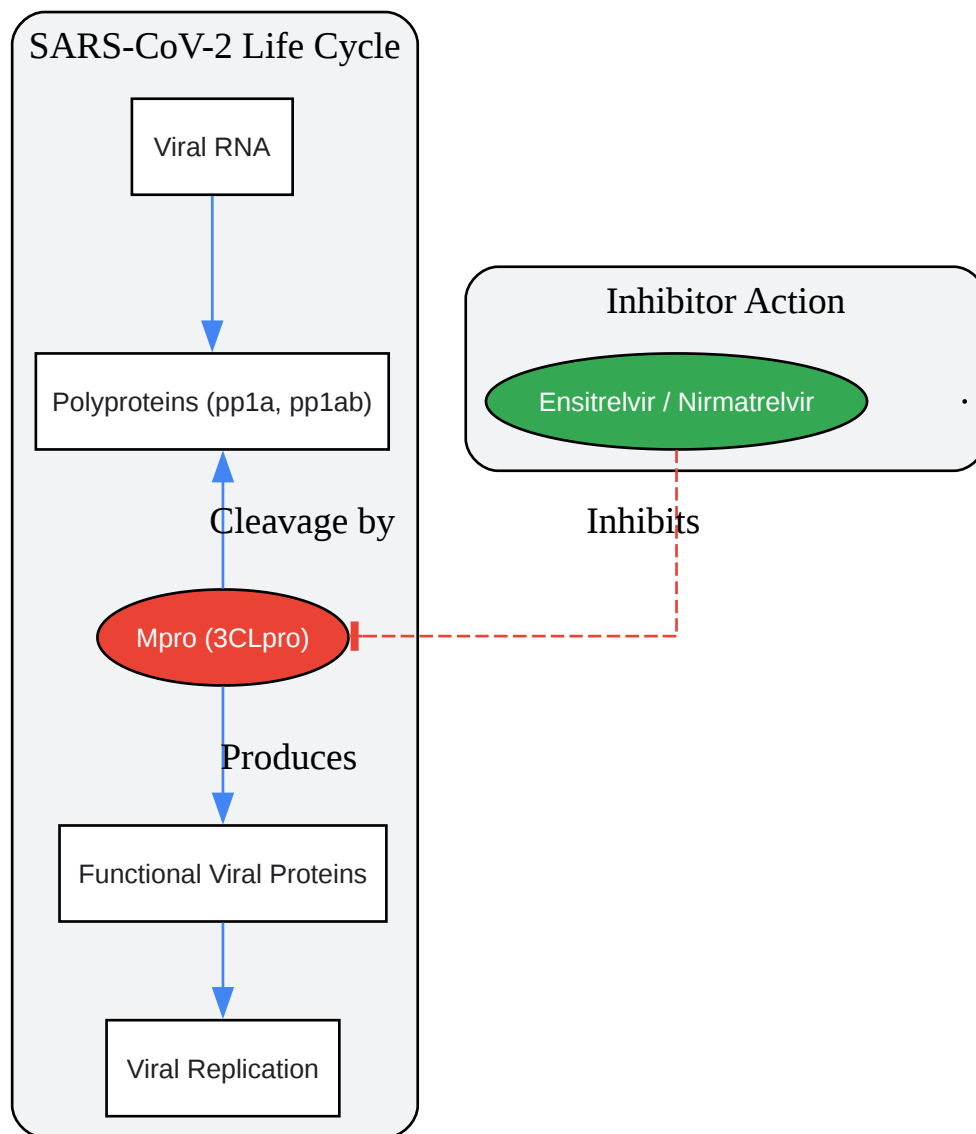 SARS-CoV-2 Life Cycle
Viral RNA
Inhibitor Action
Polyproteins (pp1a, pp1ab)
Ensitrelvir / Nirmatrelvir
Cleavage by
Inhibits
Mpro (3CLpro)
Produces
Functional Viral Proteins
Viral Replication